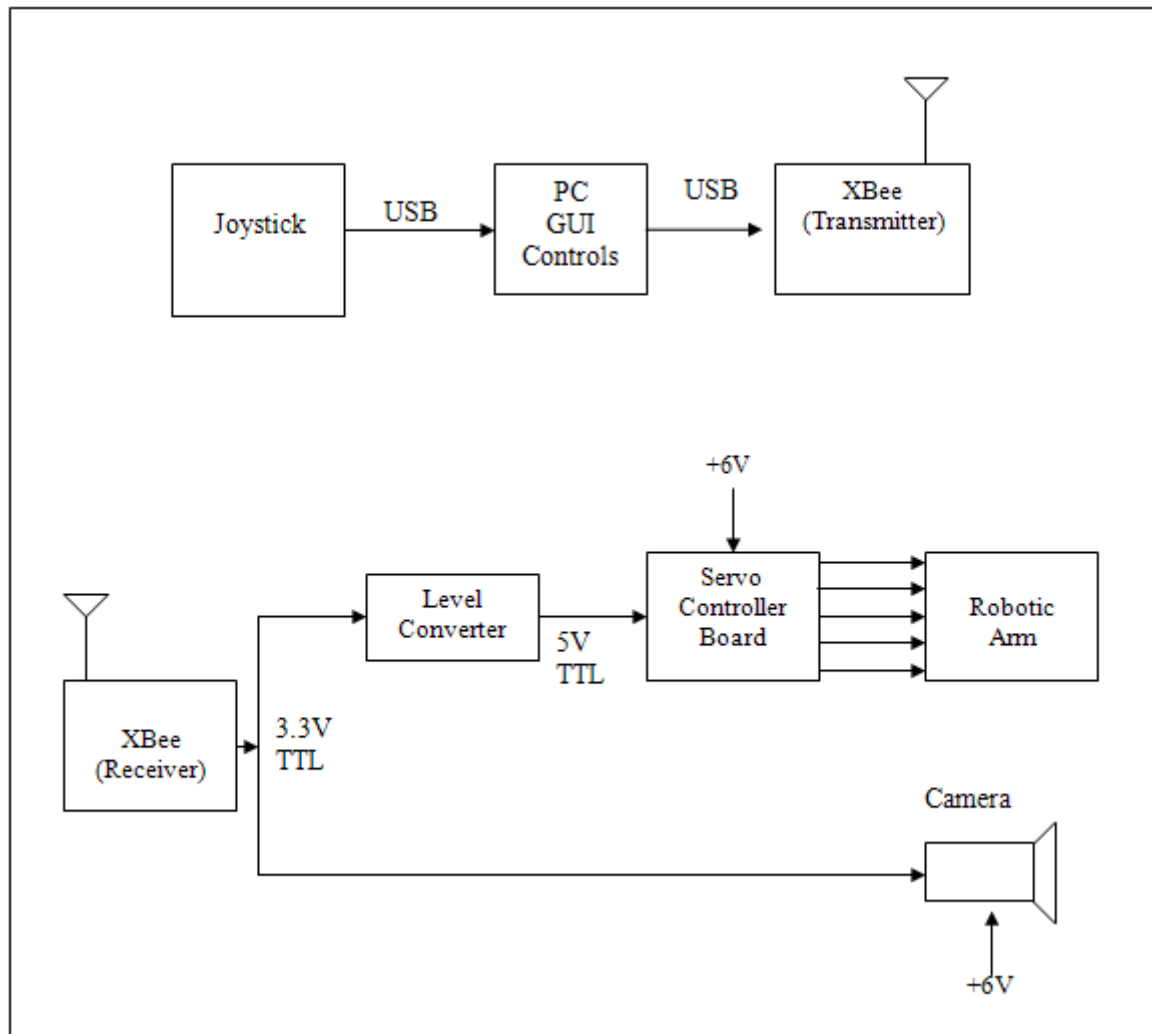 Joystick
USB
PC
GUI
Controls
USB
XBee
(Transmitter)
+6V
XBee
(Receiver)
3.3V
TTL
Level
Converter
5V
TTL
Servo
Controller
Board
Robotic
Arm
Camera
+6V